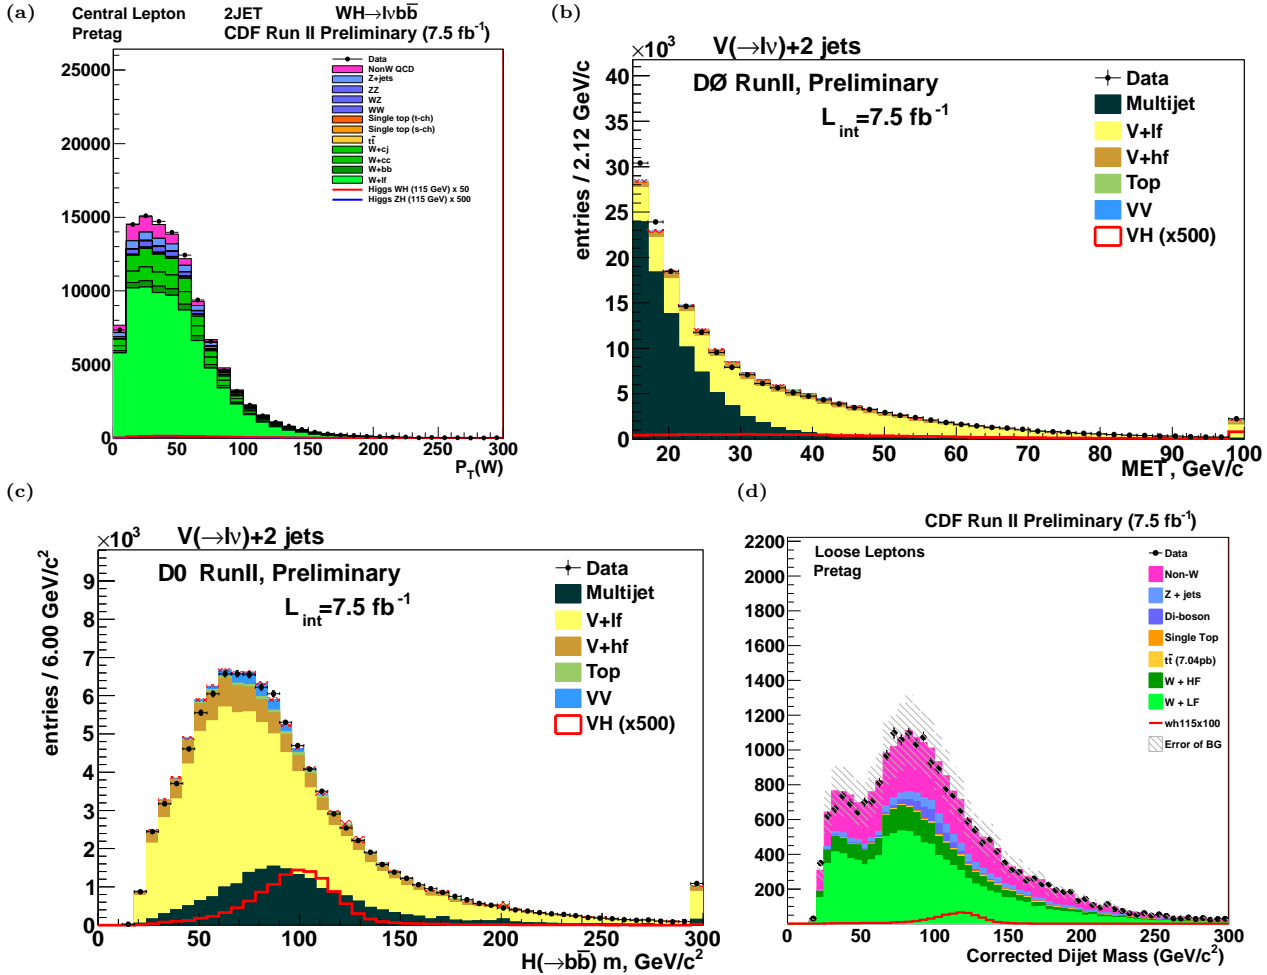 (a)
Central Lepton 2JET WH→lνbb̄
Pretag CDF Run II Preliminary (7.5 fb⁻¹)
25000
20000
15000
10000
5000
0
0 50 100 150 200 250 300
P_T(W)
Data
NonW QCD
Z+jets
ZZ
WZ
WW
Single top (t-ch)
Single top (s-ch)
tt̄
W+cj
W+cc
W+bb
W+lf
Higgs WH (115 GeV) x 50
Higgs ZH (115 GeV) x 500
(b)
×10³ V(→lν)+2 jets
DØ RunII, Preliminary
L_int=7.5 fb⁻¹
entries / 2.12 GeV/c
40
35
30
25
20
15
10
5
0
20 30 40 50 60 70 80 90 100
MET, GeV/c
Data
Multijet
V+lf
V+hf
Top
VV
VH (x500)
(c)
×10³ V(→lν)+2 jets
D0 RunII, Preliminary
L_int=7.5 fb⁻¹
entries / 6.00 GeV/c²
9
8
7
6
5
4
3
2
1
0
0 50 100 150 200 250 300
H(→bb̄) m, GeV/c²
Data
Multijet
V+lf
V+hf
Top
VV
VH (x500)
(d)
CDF Run II Preliminary (7.5 fb⁻¹)
Loose Leptons
Pretag
2200
2000
1800
1600
1400
1200
1000
800
600
400
200
0 50 100 150 200 250 300
Corrected Dijet Mass (GeV/c²)
Data
Non-W
Z + jets
Di-boson
Single Top
tt̄ (7.04pb)
W + HF
W + LF
wh115x100
Error of BG